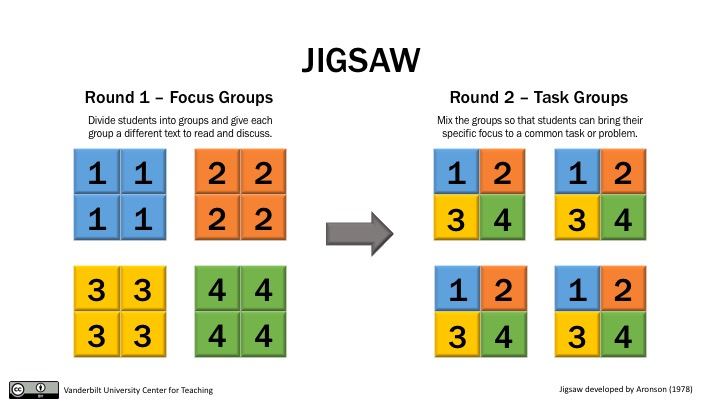 JIGSAW
Round 1 – Focus Groups
Divide students into groups and give each
group a different text to read and discuss.
1 1 2 2
1 1 2 2
3 3 4 4
3 3 4 4
Round 2 – Task Groups
Mix the groups so that students can bring their
specific focus to a common task or problem.
1 2 1 2
3 4 3 4
1 2 1 2
3 4 3 4
cc BY
Vanderbilt University Center for Teaching
Jigsaw developed by Aronson (1978)